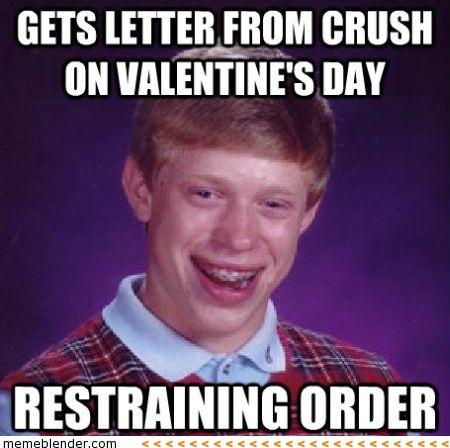 GETS LETTER FROM CRUSH
ON VALENTINE'S DAY
RESTRAINING ORDER
memeblender.com